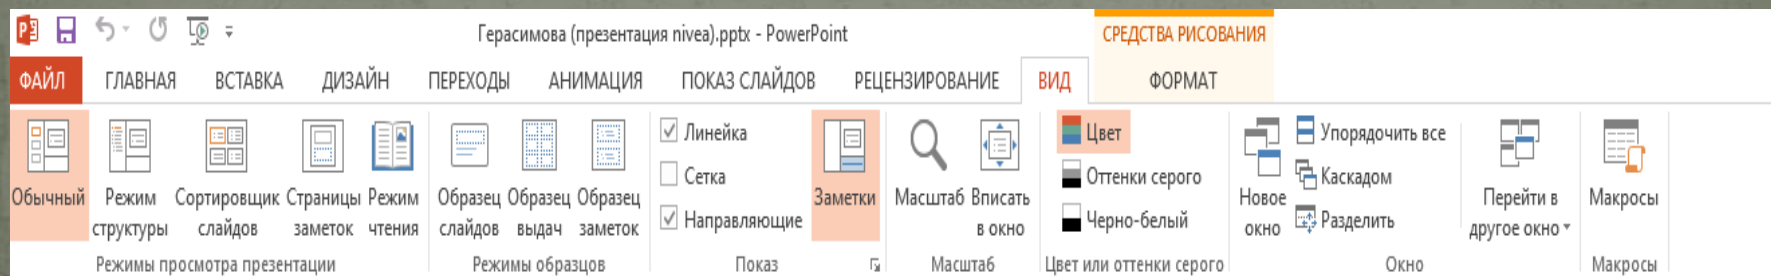 Герасимова (презентация nivea).pptx - PowerPoint
СРЕДСТВА РИСОВАНИЯ
ФАЙЛ ГЛАВНАЯ ВСТАВКА ДИЗАЙН ПЕРЕХОДЫ АНИМАЦИЯ ПОКАЗ СЛАЙДОВ РЕЦЕНЗИРОВАНИЕ ВИД ФОРМАТ
Обычный
Режим
структуры
Сортировщик
слайдов
Страницы
заметок
Режим
чтения
Режимы просмотра презентации
Образец
слайдов
Образец
выдач
Образец
заметок
Режимы образцов
Линейка
Сетка
Направляющие
Показ
Заметки
Масштаб
Вписать
в окно
Масштаб
Цвет
Оттенки серого
Черно-белый
Цвет или оттенки серого
Новое
окно
Упорядочить все
Каскадом
Разделить
Перейти в
другое окно
Окно
Макросы
Макросы